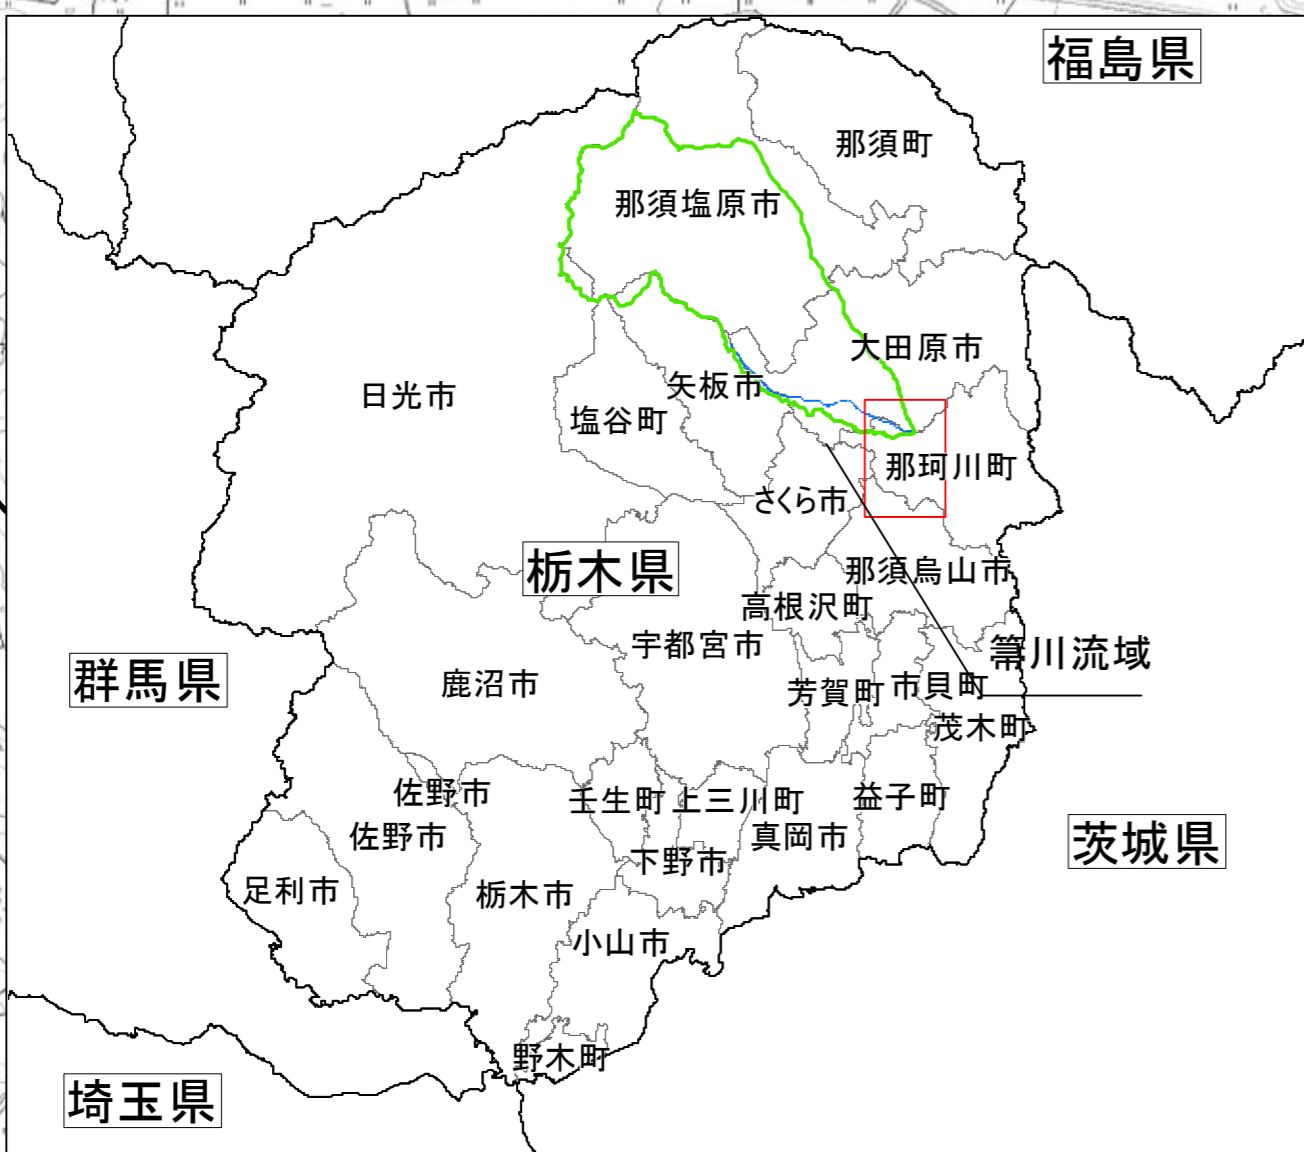 福島県
那須町
那須塩原市
大田原市
矢板市
日光市
塩谷町
那珂川町
さくら市
栃木県
那須烏山市
高根沢町
宇都宮市
箒川流域
群馬県
鹿沼市
芳賀町
市貝町
茂木町
佐野市
壬生町
上三川町
益子町
佐野市
真岡市
茨城県
下野市
足利市
栃木市
小山市
野木町
埼玉県